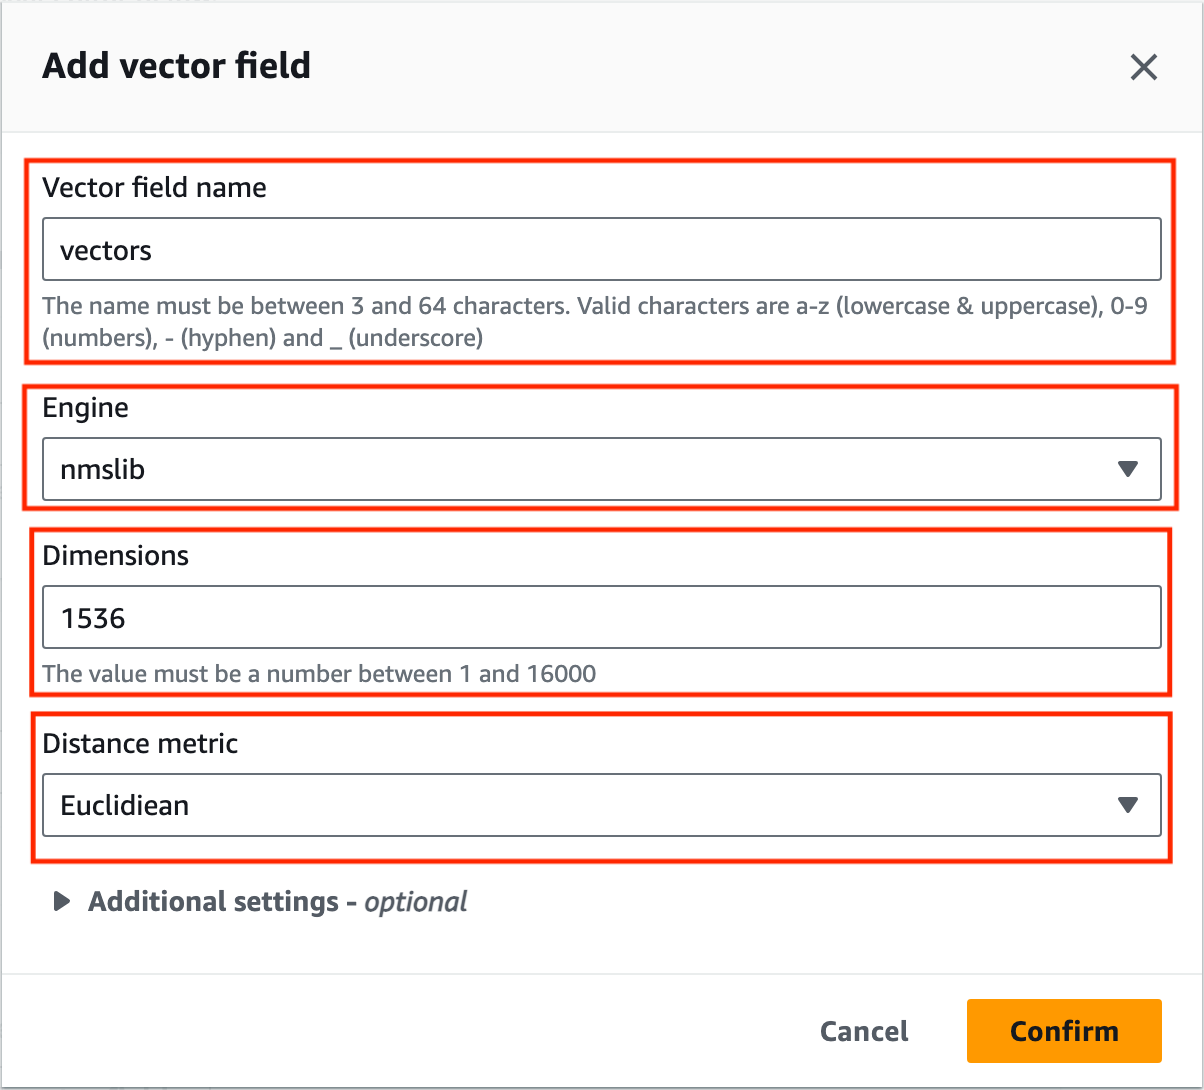 Add vector field
Vector field name
vectors
The name must be between 3 and 64 characters. Valid characters are a-z (lowercase & uppercase), 0-9
(numbers), - (hyphen) and _ (underscore)
Engine
nmslib
Dimensions
1536
The value must be a number between 1 and 16000
Distance metric
Euclidiean
Additional settings - optional
Cancel
Confirm